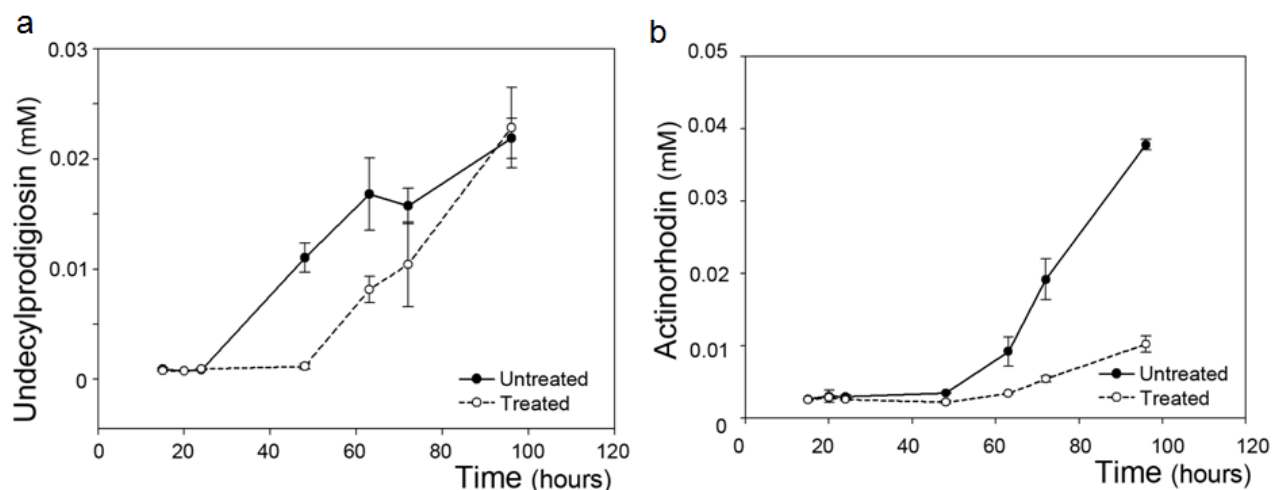 a
Undecylprodigiosin (mM)
0.03
0.02
0.01
0
0
20
40
60
80
100
120
Time (hours)
Untreated
Treated
b
Actinorhodin (mM)
0.05
0.04
0.03
0.02
0.01
0
0
20
40
60
80
100
120
Time (hours)
Untreated
Treated